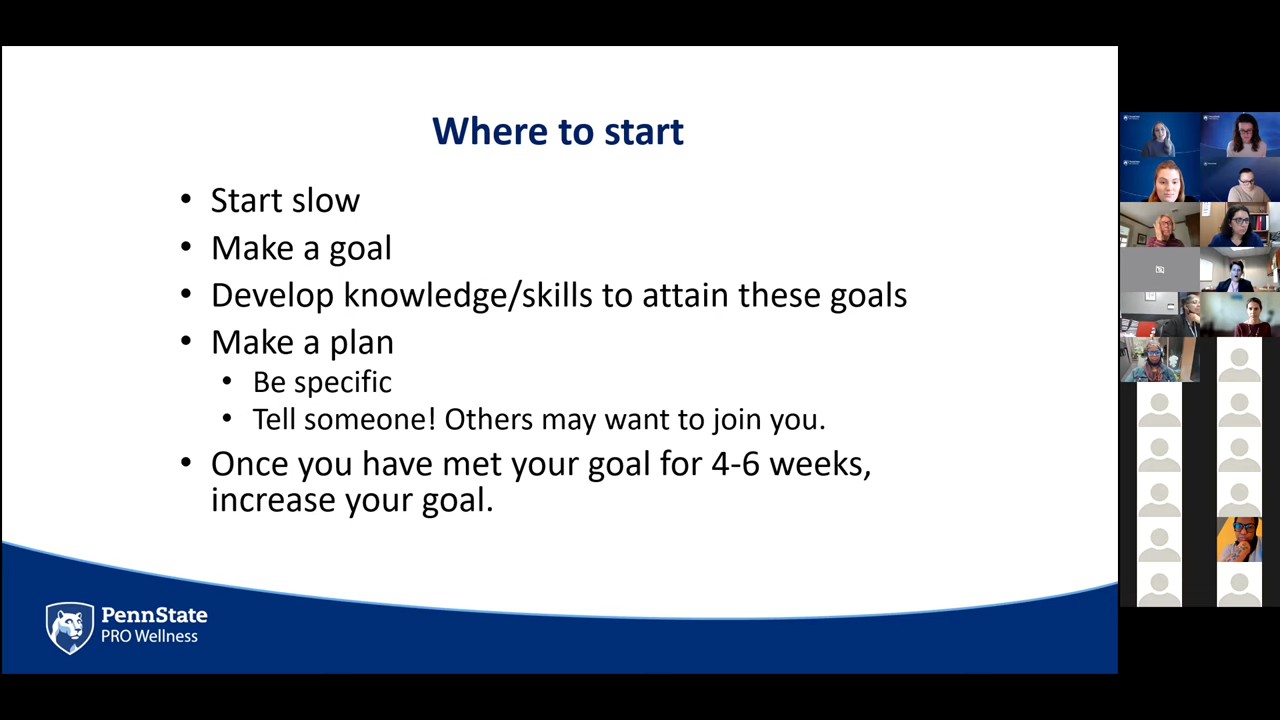 Where to start
• Start slow
• Make a goal
• Develop knowledge/skills to attain these goals
• Make a plan
• Be specific
• Tell someone! Others may want to join you.
• Once you have met your goal for 4-6 weeks,
increase your goal.
PennState
PRO Wellness